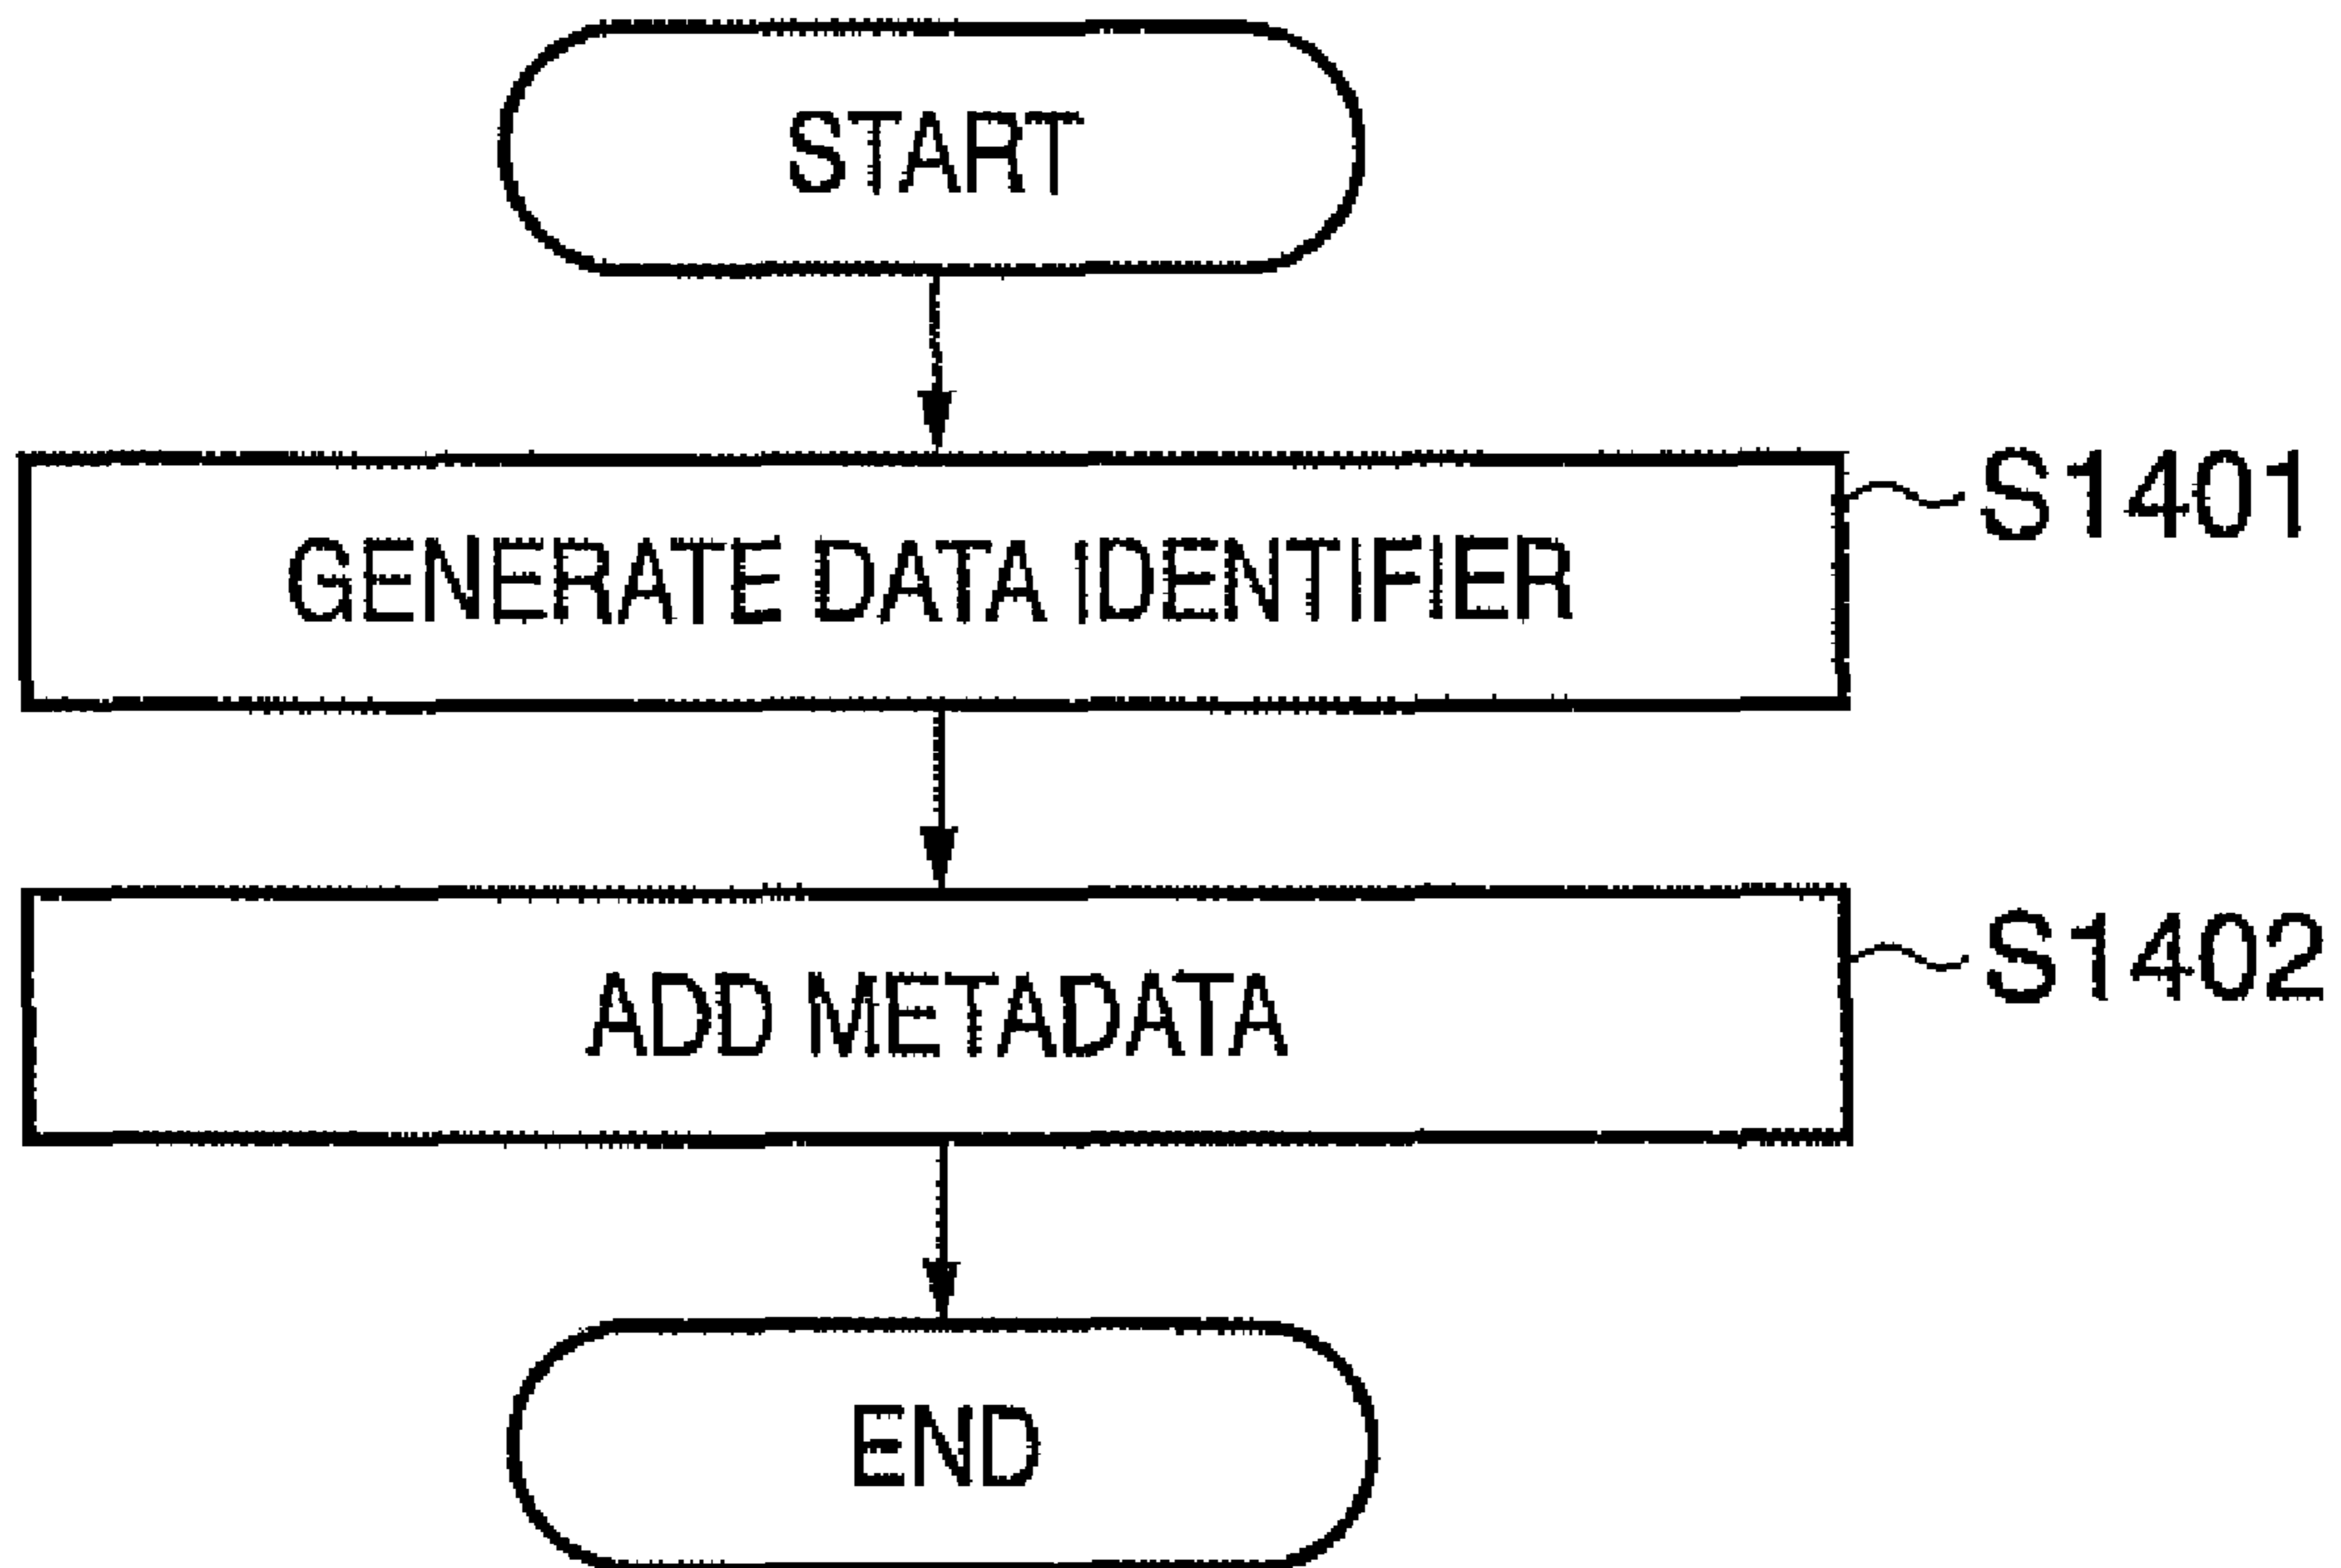 START
GENERATE DATA IDENTIFIER
S1401
ADD METADATA
S1402
END